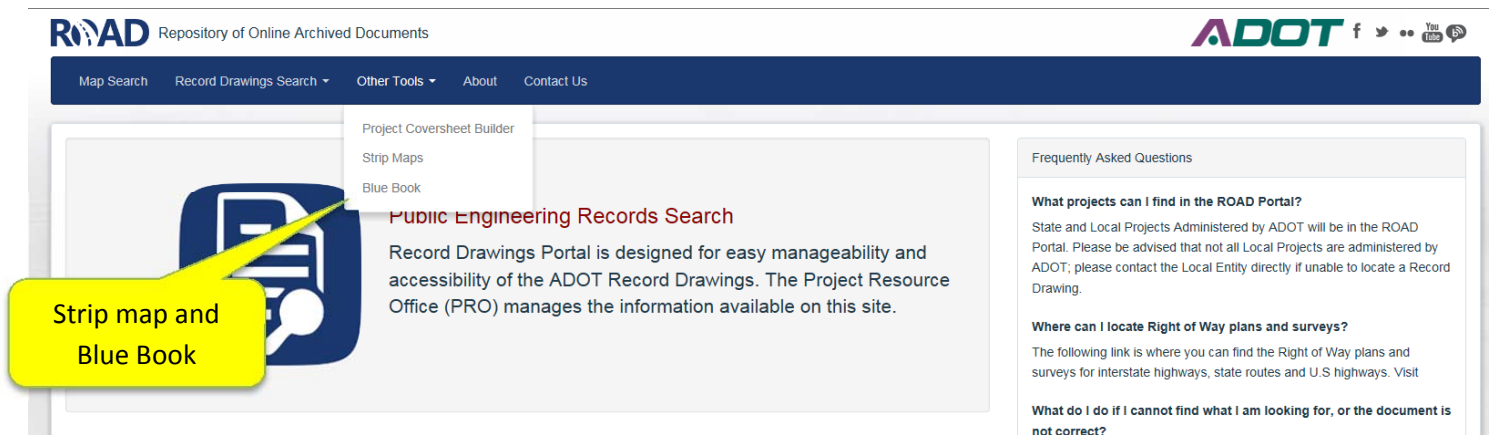 ROAD Repository of Online Archived Documents
ADOT
You
Tube
Map Search Record Drawings Search Other Tools About Contact Us
Project Coversheet Builder
Strip Maps
Blue Book
Public Engineering Records Search
Record Drawings Portal is designed for easy manageability and
accessibility of the ADOT Record Drawings. The Project Resource
Office (PRO) manages the information available on this site.
Strip map and
Blue Book
Frequently Asked Questions
What projects can I find in the ROAD Portal?
State and Local Projects Administered by ADOT will be in the ROAD
Portal. Please be advised that not all Local Projects are administered by
ADOT; please contact the Local Entity directly if unable to locate a Record
Drawing.
Where can I locate Right of Way plans and surveys?
The following link is where you can find the Right of Way plans and
surveys for interstate highways, state routes and U.S highways. Visit
What do I do if I cannot find what I am looking for, or the document is
not correct?